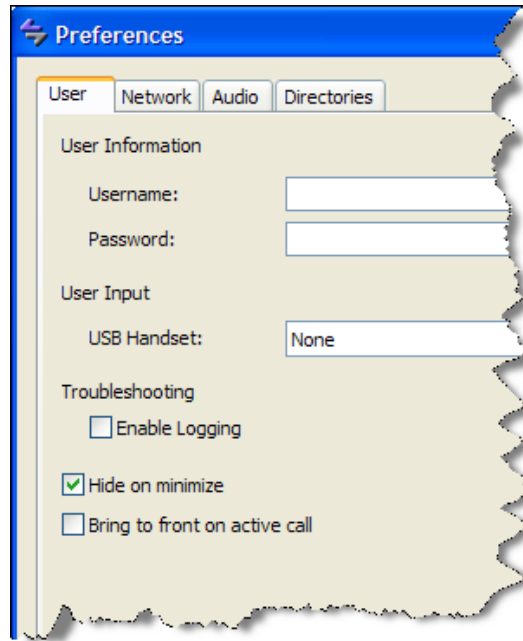 Preferences
User Network Audio Directories
User Information
Username:
Password:
User Input
USB Handset: None
Troubleshooting
Enable Logging
Hide on minimize
Bring to front on active call